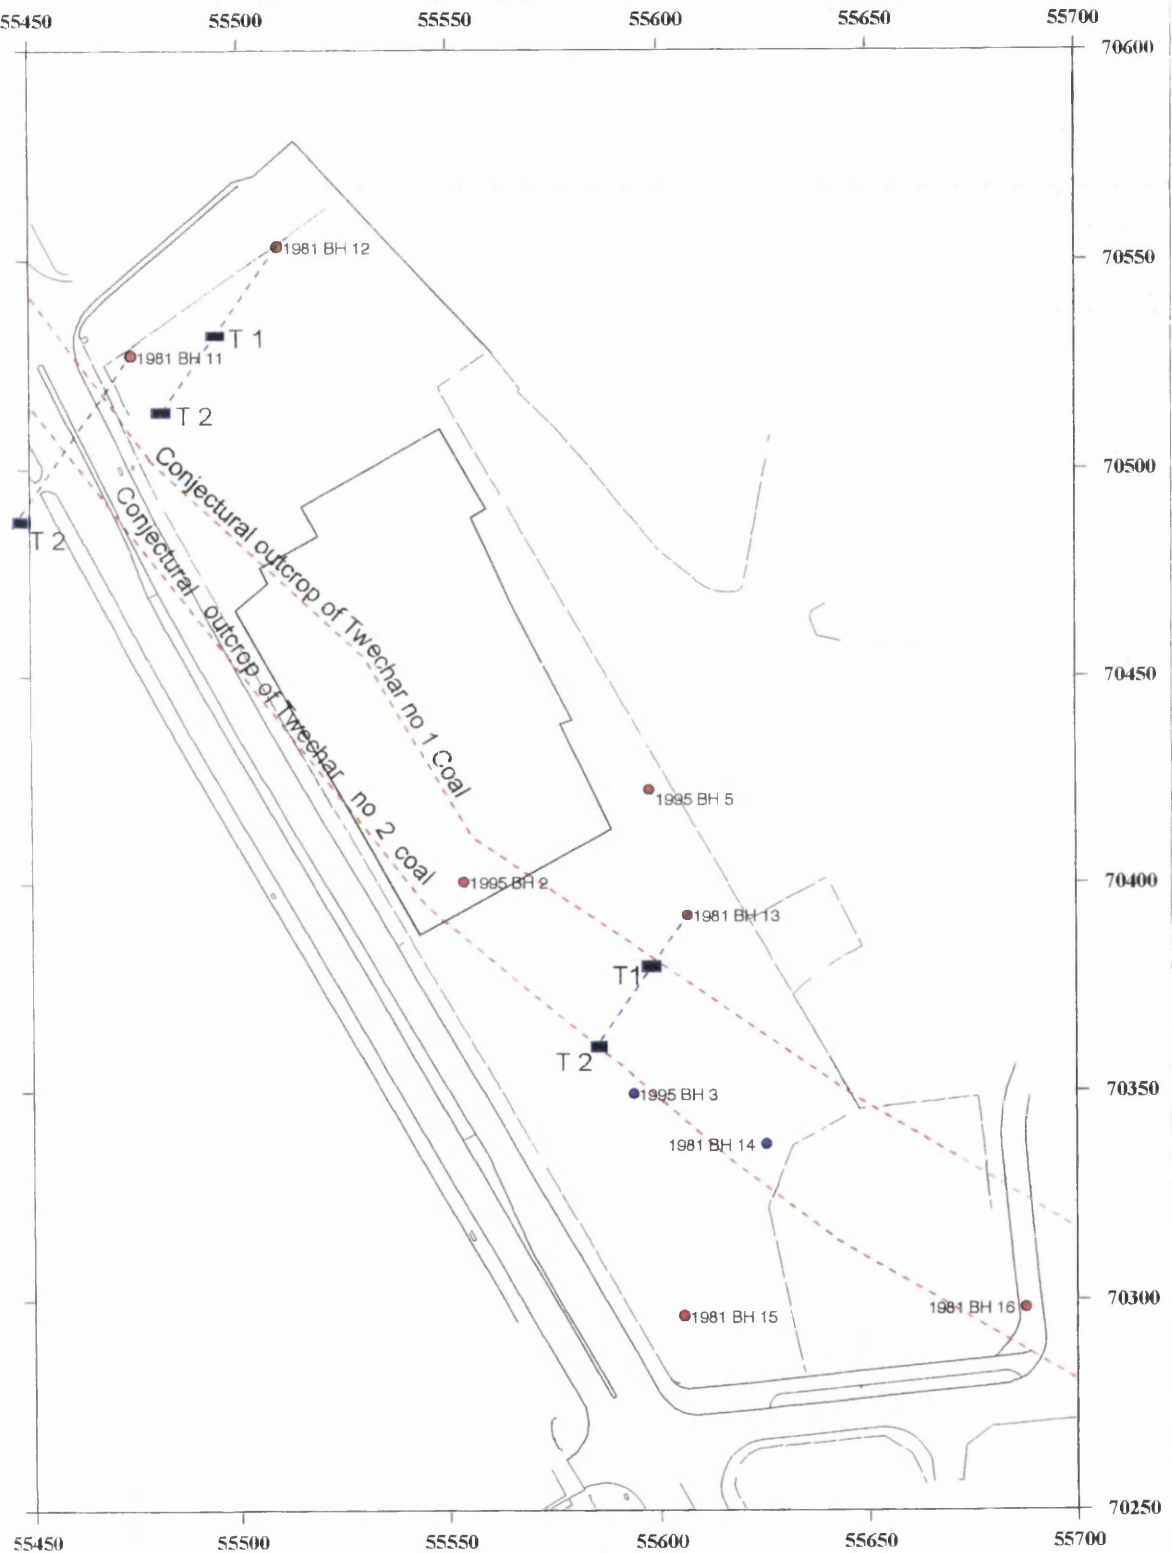 55450 55500 55550 55600 55650 55700
70600
1981 BH 12
70550
T 1
1981 BH 11
T 2
70500
Conjectural outcrop of Twechar no 1 Coal
Conjectural outcrop of Twechar no 2 coal
T 2
70450
1995 BH 5
1995 BH 2
70400
1981 BH 13
T1
T 2
1995 BH 3
70350
1981 BH 14
70300
1981 BH 16
1981 BH 15
70250
55450 55500 55550 55600 55650 55700